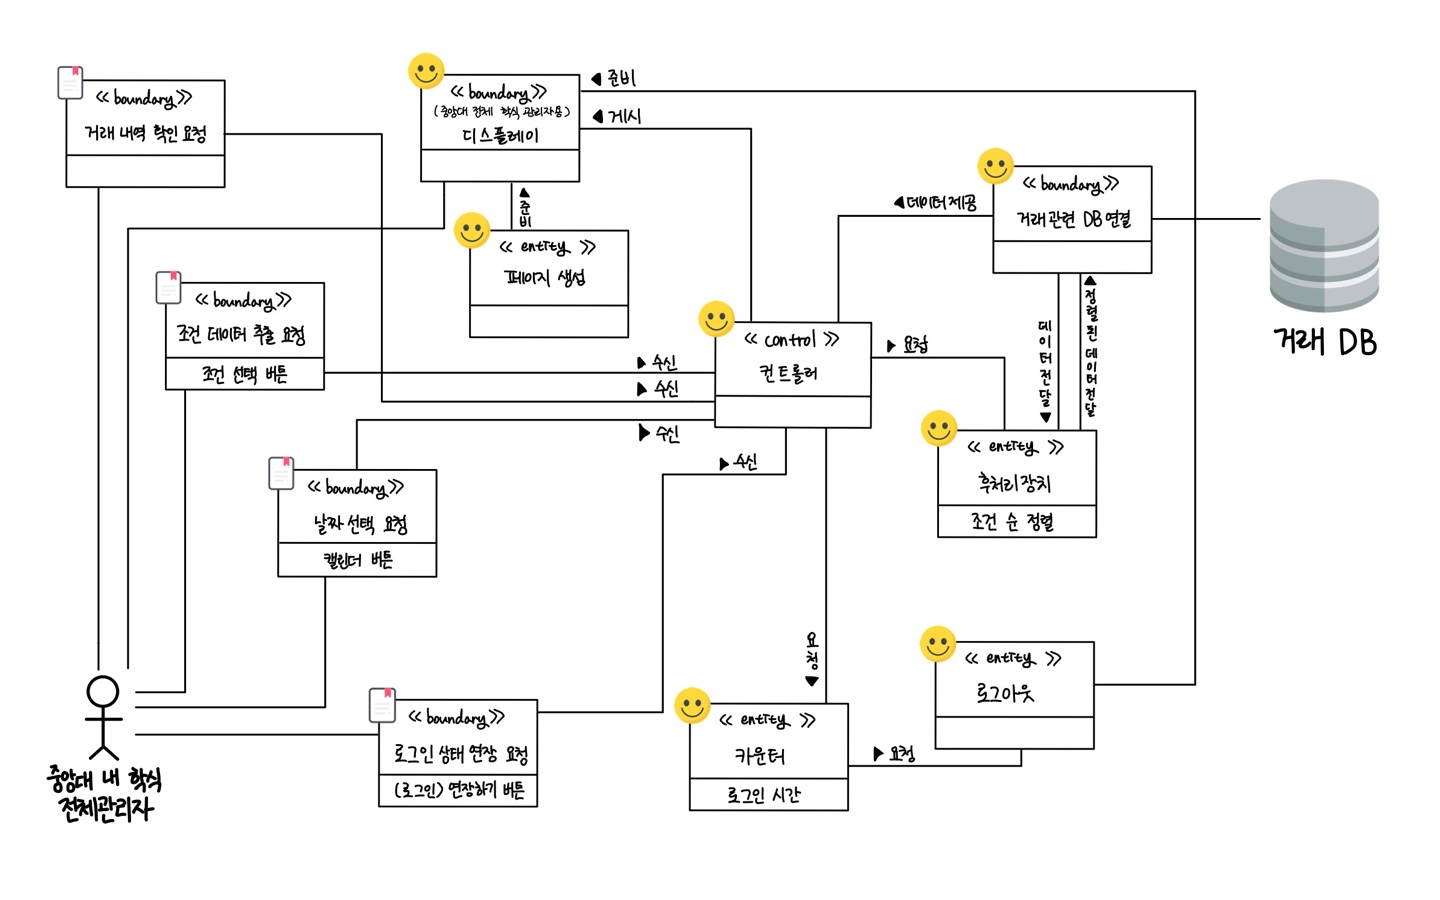 ≪boundary≫
거래 내역 확인 요청
≪boundary≫
(중앙대 전체 학식 관리자용)
디스플레이
◀ 준비
◀ 게시
▲준비
≪entity≫
페이지 생성
≪boundary≫
거래관련 DB연결
◀데이터제공
거래 DB
≪boundary≫
조건 데이터 추출 요청
조건 선택 버튼
▶ 수신
▶ 수신
▶ 수신
▶ 수신
≪control≫
컨트롤러
▶ 요청
데이터전달▼
▲정렬된 데이터전달
≪entity≫
후처리장치
조건 순 정렬
≪boundary≫
날짜 선택 요청
캘린더 버튼
요청▼
≪entity≫
로그아웃
≪boundary≫
로그인 상태 연장 요청
(로그인) 연장하기 버튼
≪entity≫
카운터
로그인 시간
▶ 요청
중앙대 내 학식
전체관리자